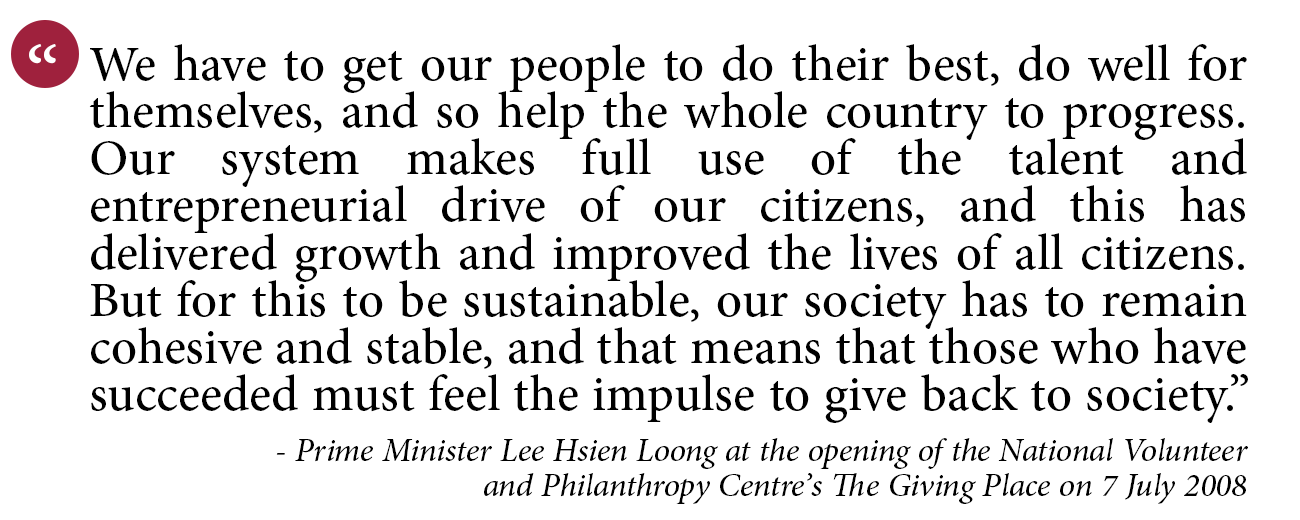 “ We have to get our people to do their best, do well for
themselves, and so help the whole country to progress.
Our system makes full use of the talent and
entrepreneurial drive of our citizens, and this has
delivered growth and improved the lives of all citizens.
But for this to be sustainable, our society has to remain
cohesive and stable, and that means that those who have
succeeded must feel the impulse to give back to society.”
- Prime Minister Lee Hsien Loong at the opening of the National Volunteer
and Philanthropy Centre’s The Giving Place on 7 July 2008